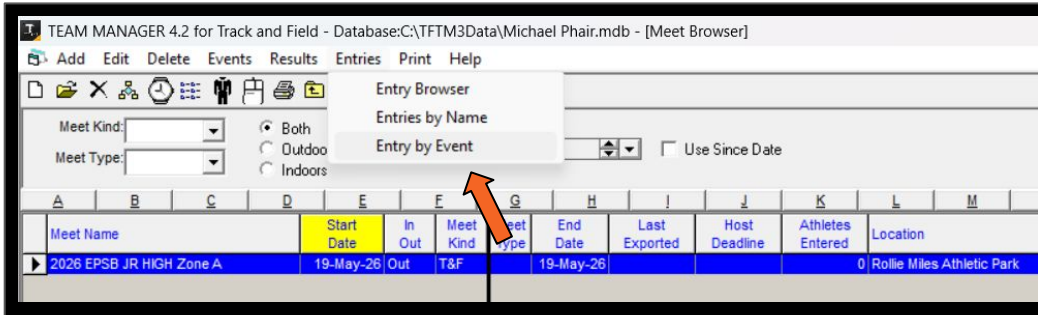 TEAM MANAGER 4.2 for Track and Field - Database:C:\TFTM3Data\Michael Phair.mdb - [Meet Browser]
Add Edit Delete Events Results Entries Print Help
Entry Browser
Entries by Name
Entry by Event
Meet Kind:
Meet Type:
Both
Outdoo
Indoors
Use Since Date
A B C D E F G H I J K L M
Meet Name
Start Date
In Out
Meet Kind
Type
End Date
Last Exported
Host Deadline
Athletes Entered
Location
2026 EPSB JR HIGH Zone A 19-May-26 Out T&F 19-May-26 0 Rollie Miles Athletic Park